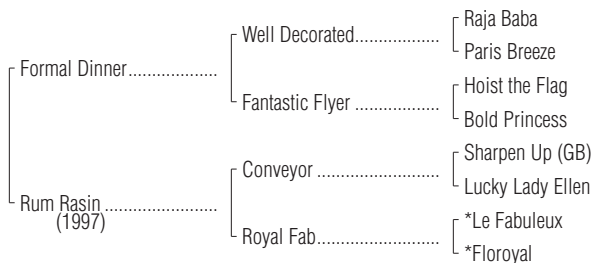 Raja Baba
Well Decorated...................
Paris Breeze
Formal Dinner....................
Hoist the Flag
Fantastic Flyer ...................
Bold Princess
Sharpen Up (GB)
Conveyor ...........................
Lucky Lady Ellen
Rum Rasin .........................
(1997)
*Le Fabuleux
Royal Fab...........................
*Floroyal